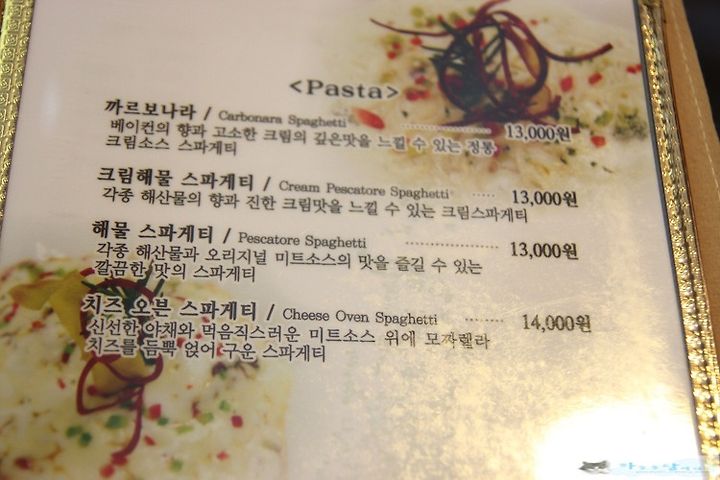 <Pasta>
까르보나라 / Carbonara Spaghetti ............ 13,000원
베이컨의 향과 고소한 크림의 깊은맛을 느낄 수 있는 정통
크림소스 스파게티
크림해물 스파게티 / Cream Pescatore Spaghetti ..... 13,000원
각종 해산물의 향과 진한 크림맛을 느낄 수 있는 크림스파게티
해물 스파게티 / Pescatore Spaghetti ............ 13,000원
각종 해산물과 오리지널 미트소스의 맛을 즐길 수 있는
깔끔한 맛의 스파게티
치즈 오븐 스파게티 / Cheese Oven Spaghetti ...... 14,000원
신선한 야채와 먹음직스러운 미트소스 위에 모짜렐라
치즈를 듬뿍 얹어 구운 스파게티